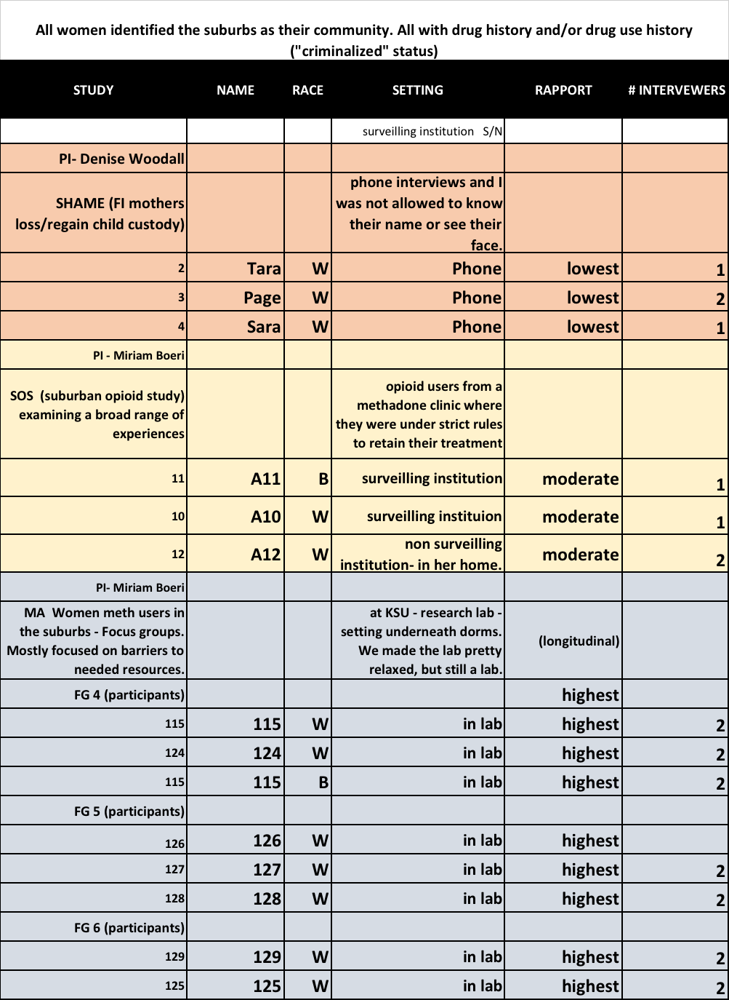 All women identified the suburbs as their community. All with drug history and/or drug use history
("criminalized" status)
STUDY NAME RACE SETTING RAPPORT # INTERVEWERS
surveilling institution S/N
PI- Denise Woodall
SHAME (FI mothers
loss/regain child custody)
phone interviews and I
was not allowed to know
their name or see their
face.
2 Tara W Phone lowest 1
3 Page W Phone lowest 2
4 Sara W Phone lowest 1
PI - Miriam Boeri
SOS (suburban opioid study)
examining a broad range of
experiences
opioid users from a
methadone clinic where
they were under strict rules
to retain their treatment
11 A11 B surveilling institution moderate 1
10 A10 W surveilling instituion moderate 1
12 A12 W non surveilling
institution- in her home. moderate 2
PI- Miriam Boeri
MA Women meth users in
the suburbs - Focus groups.
Mostly focused on barriers to
needed resources.
at KSU - research lab -
setting underneath dorms.
We made the lab pretty
relaxed, but still a lab.
(longitudinal)
FG 4 (participants) highest
115 115 W in lab highest 2
124 124 W in lab highest 2
115 115 B in lab highest 2
FG 5 (participants)
126 126 W in lab highest
127 127 W in lab highest 2
128 128 W in lab highest 2
FG 6 (participants)
129 129 W in lab highest 2
125 125 W in lab highest 2